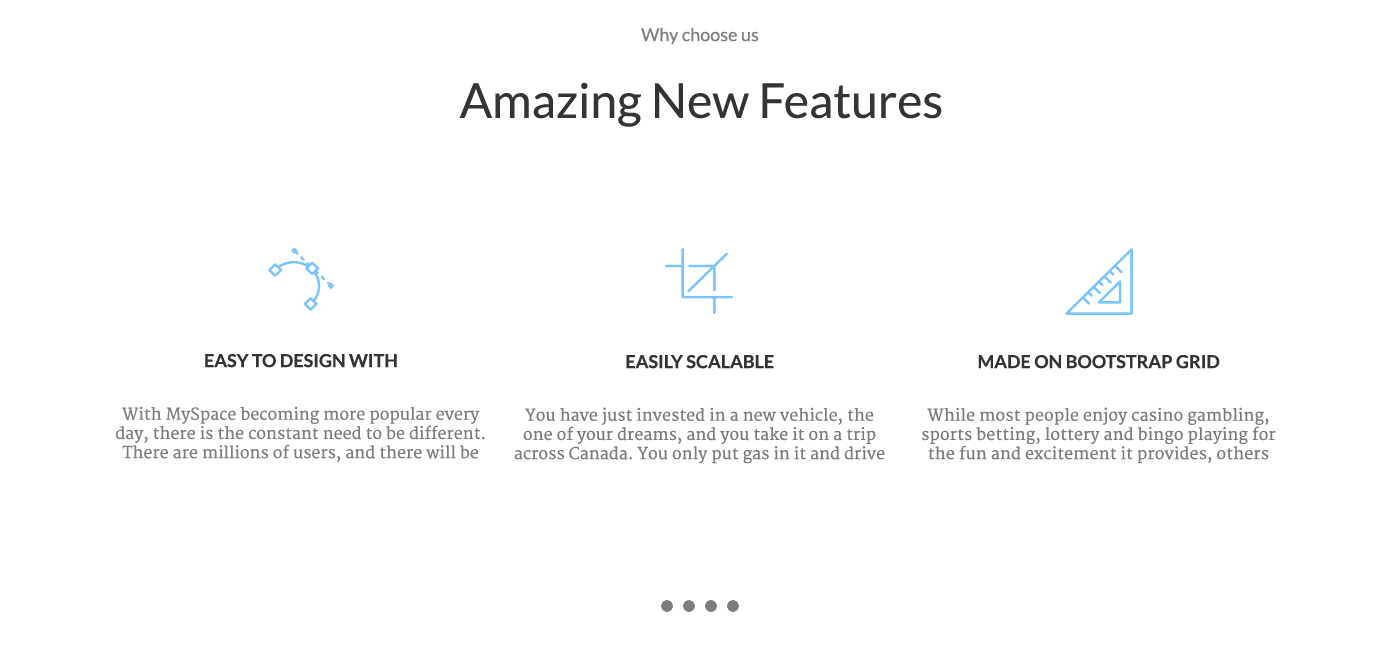 Why choose us
Amazing New Features
EASY TO DESIGN WITH
With MySpace becoming more popular every
day, there is the constant need to be different.
There are millions of users, and there will be
EASILY SCALABLE
You have just invested in a new vehicle, the
one of your dreams, and you take it on a trip
across Canada. You only put gas in it and drive
MADE ON BOOTSTRAP GRID
While most people enjoy casino gambling,
sports betting, lottery and bingo playing for
the fun and excitement it provides, others